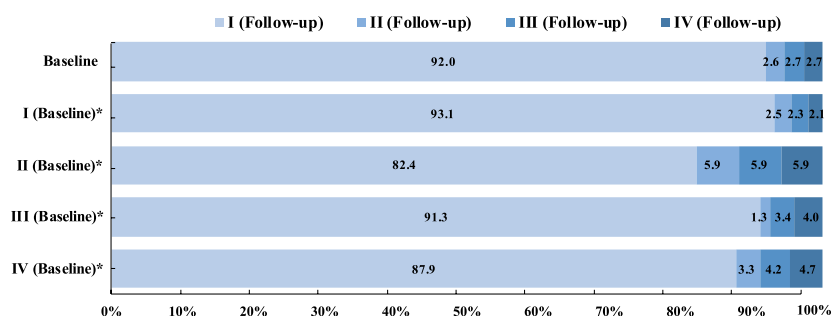 I (Follow-up) II (Follow-up) III (Follow-up) IV (Follow-up)
Baseline 92.0 2.6 2.7 2.7
I (Baseline)* 93.1 2.5 2.3 2.1
II (Baseline)* 82.4 5.9 5.9 5.9
III (Baseline)* 91.3 1.3 3.4 4.0
IV (Baseline)* 87.9 3.3 4.2 4.7
0% 10% 20% 30% 40% 50% 60% 70% 80% 90% 100%